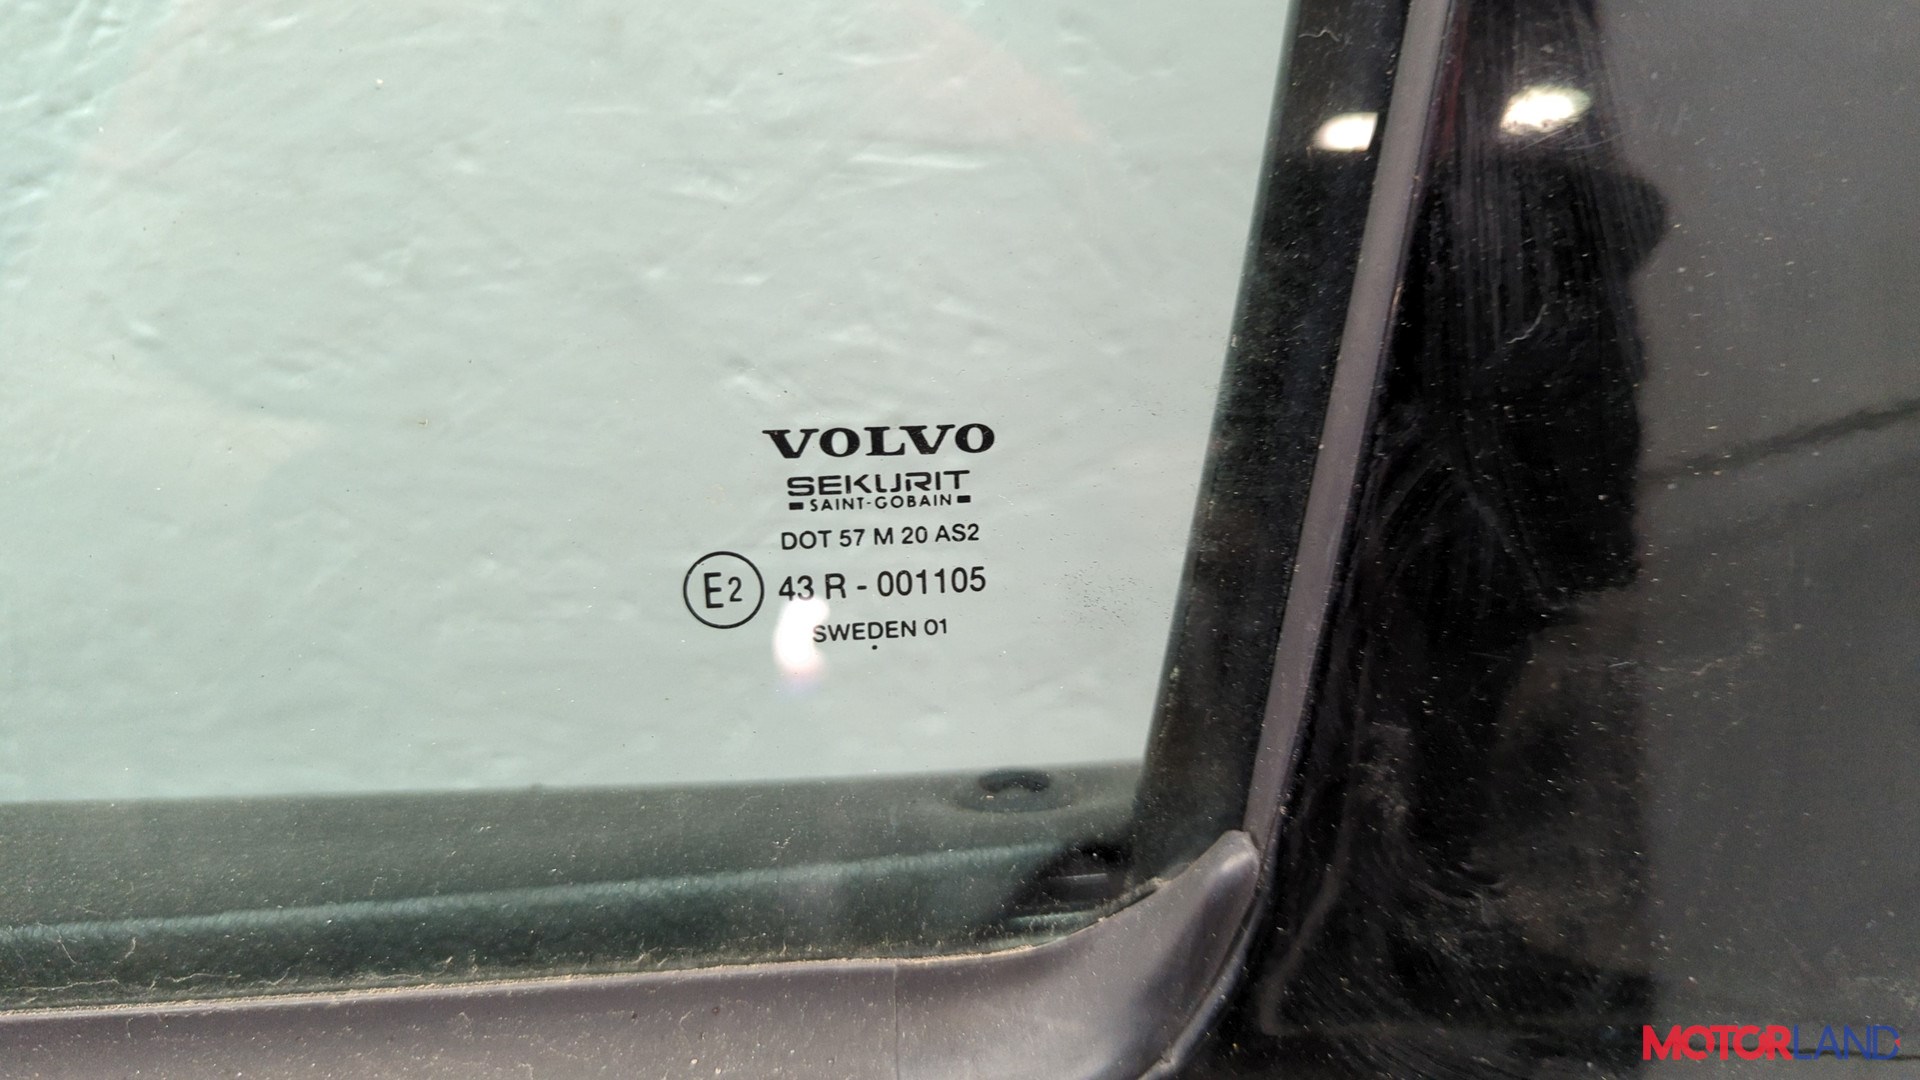 VOLVO
SEKURIT
SAINT-GOBAIN
DOT 57 M 20 AS2
E2 43 R - 001105
SWEDEN 01
.
MOTORLAND